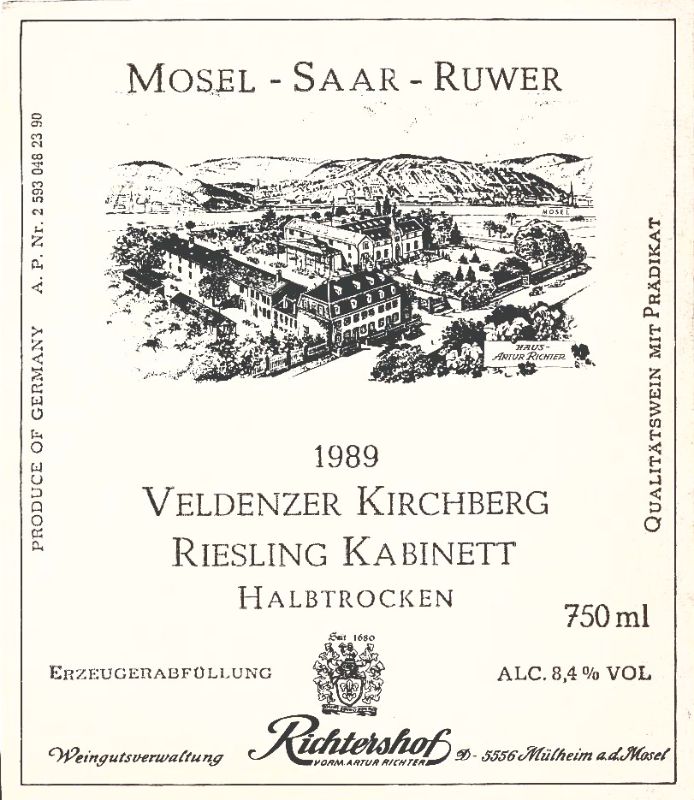 MOSEL - SAAR - RUWER
PRODUCE OF GERMANY A. P. Nr. 2 593 048 23 90
MOSEL
HAUS-
ARTUR RICHTER
QUALITÄTSWEIN MIT PRÄDIKAT
1989
VELDENZER KIRCHBERG
RIESLING KABINETT
HALBTROCKEN
750 ml
Seit 1680
ERZEUGERABFÜLLUNG
ALC. 8,4 % VOL
Weingutsverwaltung Richtershof D - 5556 Mülheim a.d. Mosel
VORM. ARTUR RICHTER